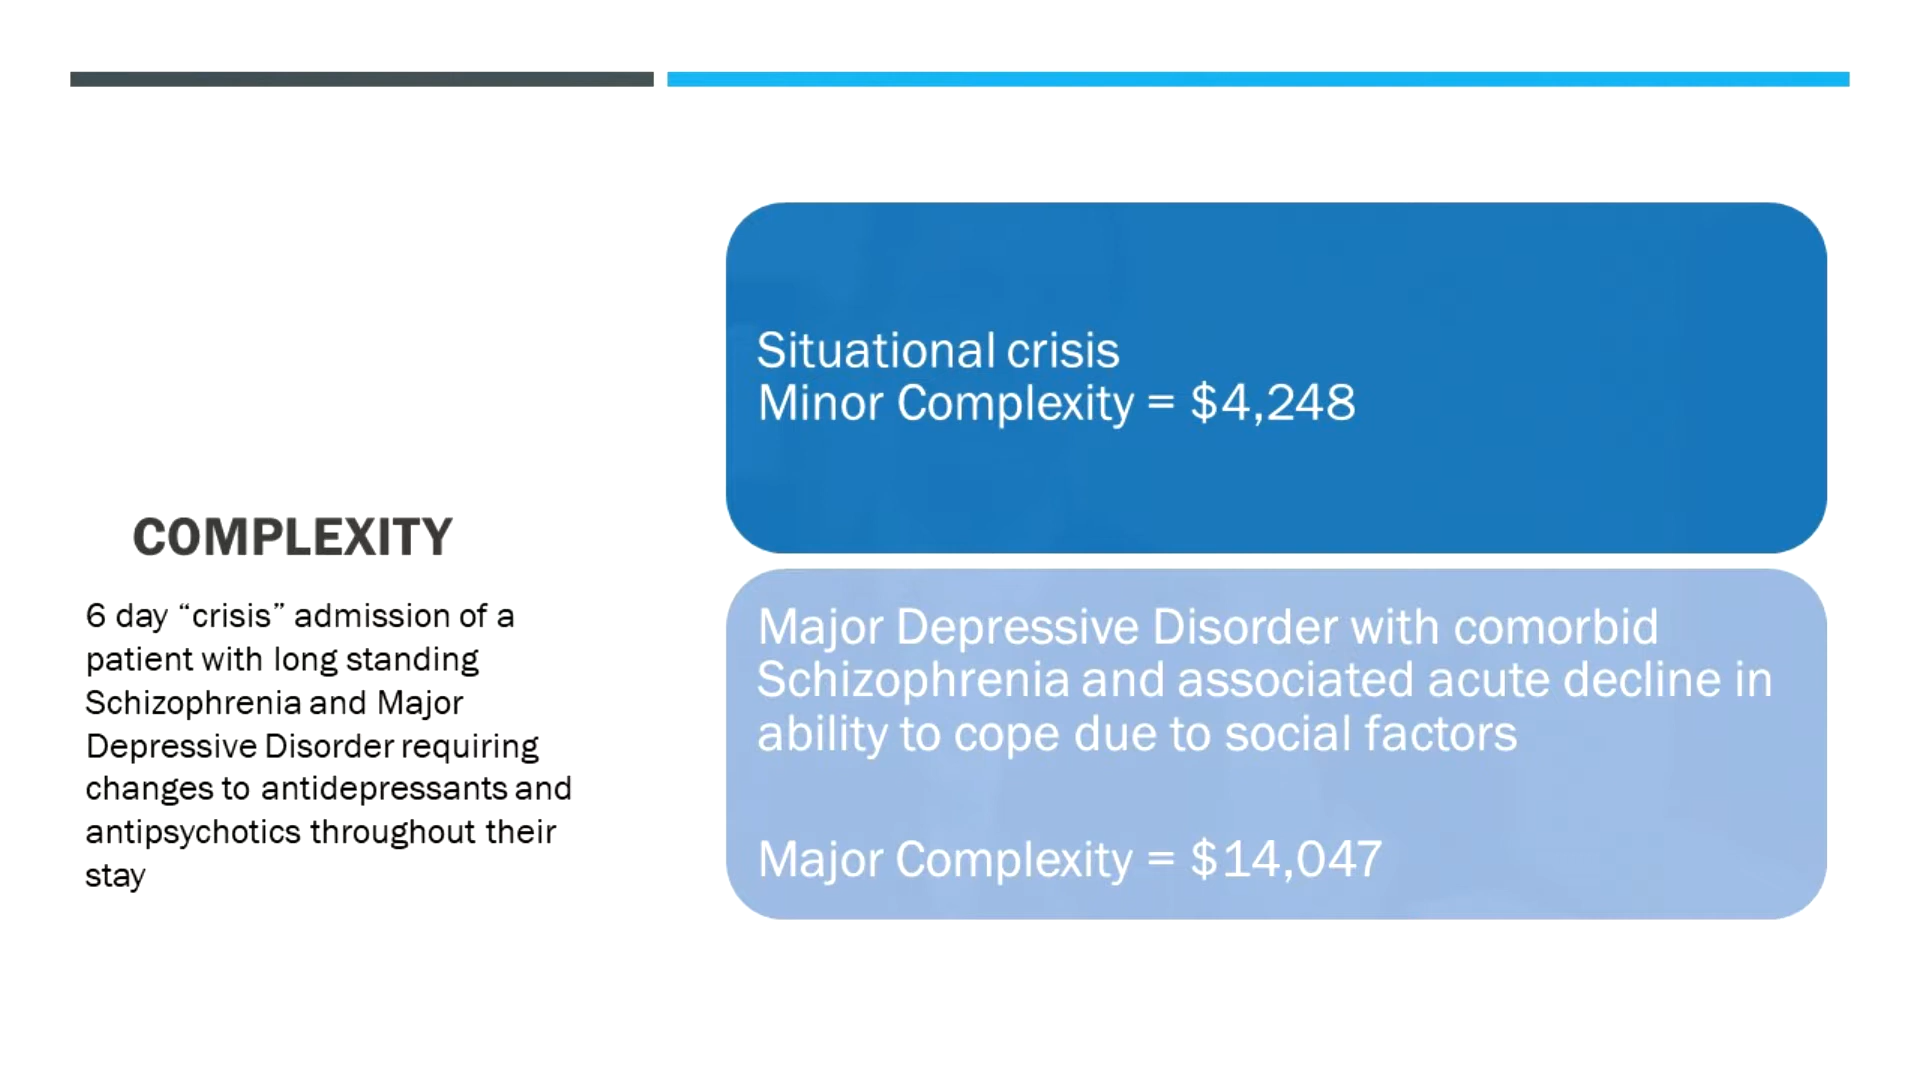 COMPLEXITY
6 day “crisis” admission of a
patient with long standing
Schizophrenia and Major
Depressive Disorder requiring
changes to antidepressants and
antipsychotics throughout their
stay
Situational crisis
Minor Complexity = $4,248
Major Depressive Disorder with comorbid
Schizophrenia and associated acute decline in
ability to cope due to social factors
Major Complexity = $14,047